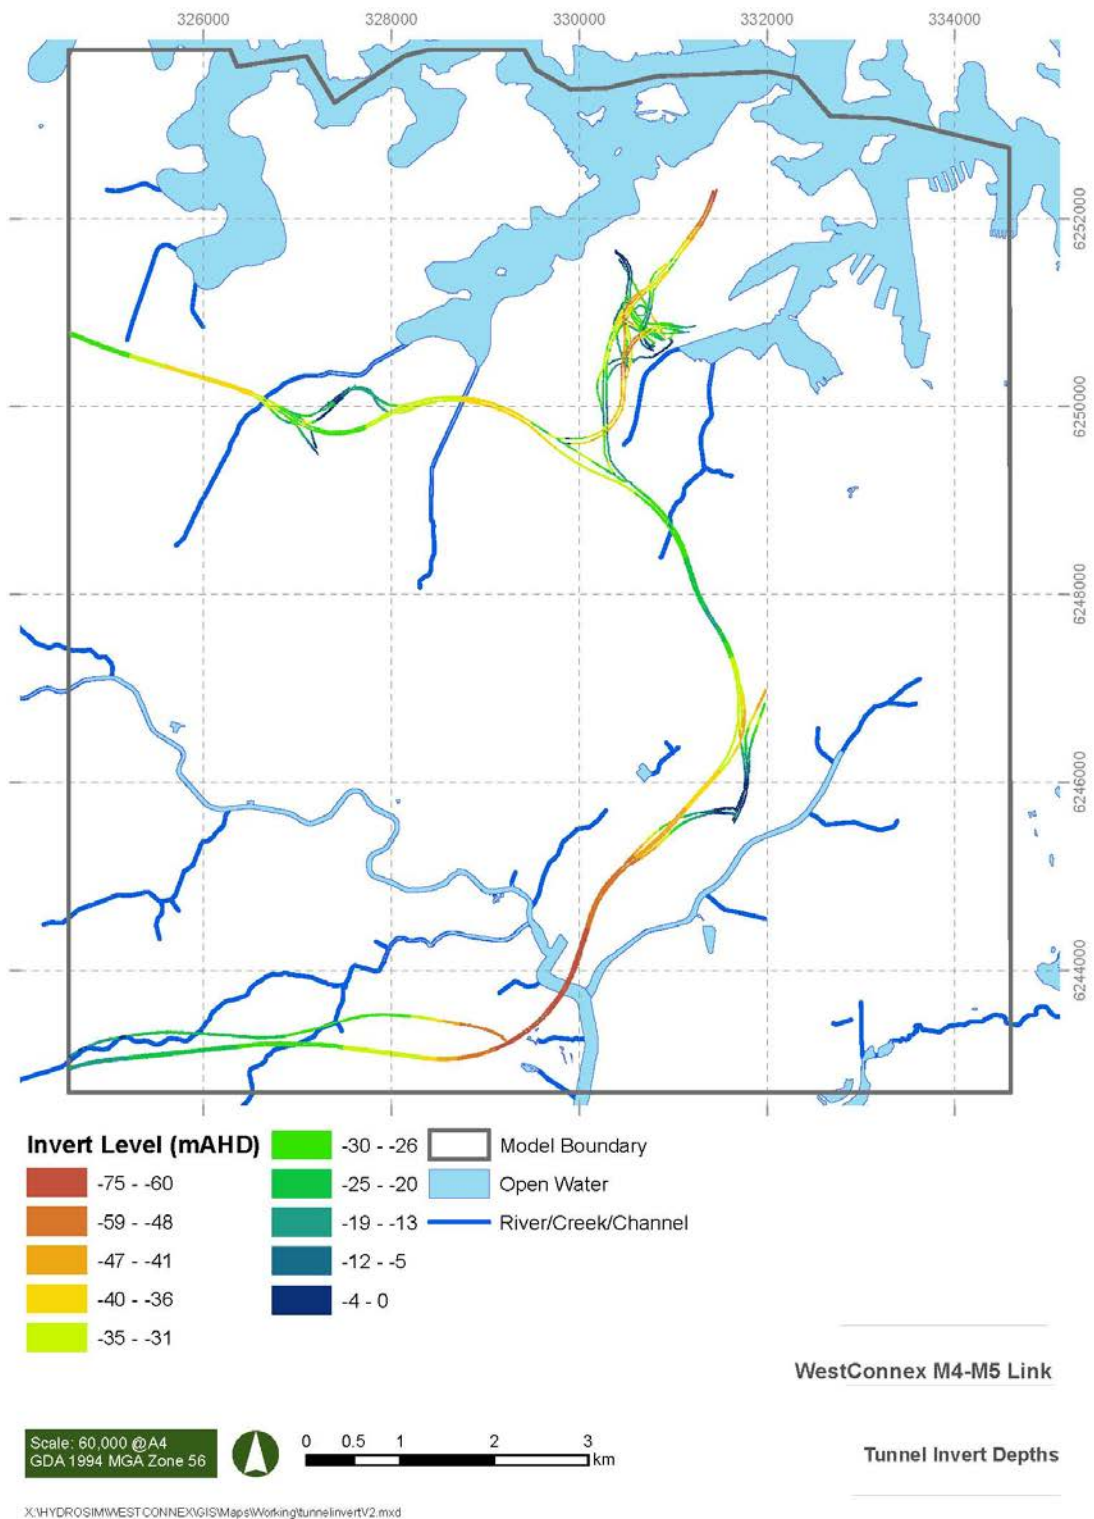 326000 328000 330000 332000 334000
6252000
6250000
6248000
6246000
6244000
Invert Level (mAHD)
-75 - -60
-59 - -48
-47 - -41
-40 - -36
-35 - -31
-30 - -26
-25 - -20
-19 - -13
-12 - -5
-4 - 0
Model Boundary
Open Water
River/Creek/Channel
WestConnex M4-M5 Link
Scale: 60,000 @A4
GDA 1994 MGA Zone 56
0 0.5 1 2 3
km
Tunnel Invert Depths
X:\HYDROSIM\WESTCONNEX\GIS\Maps\Working\tunnelinvertV2.mxd